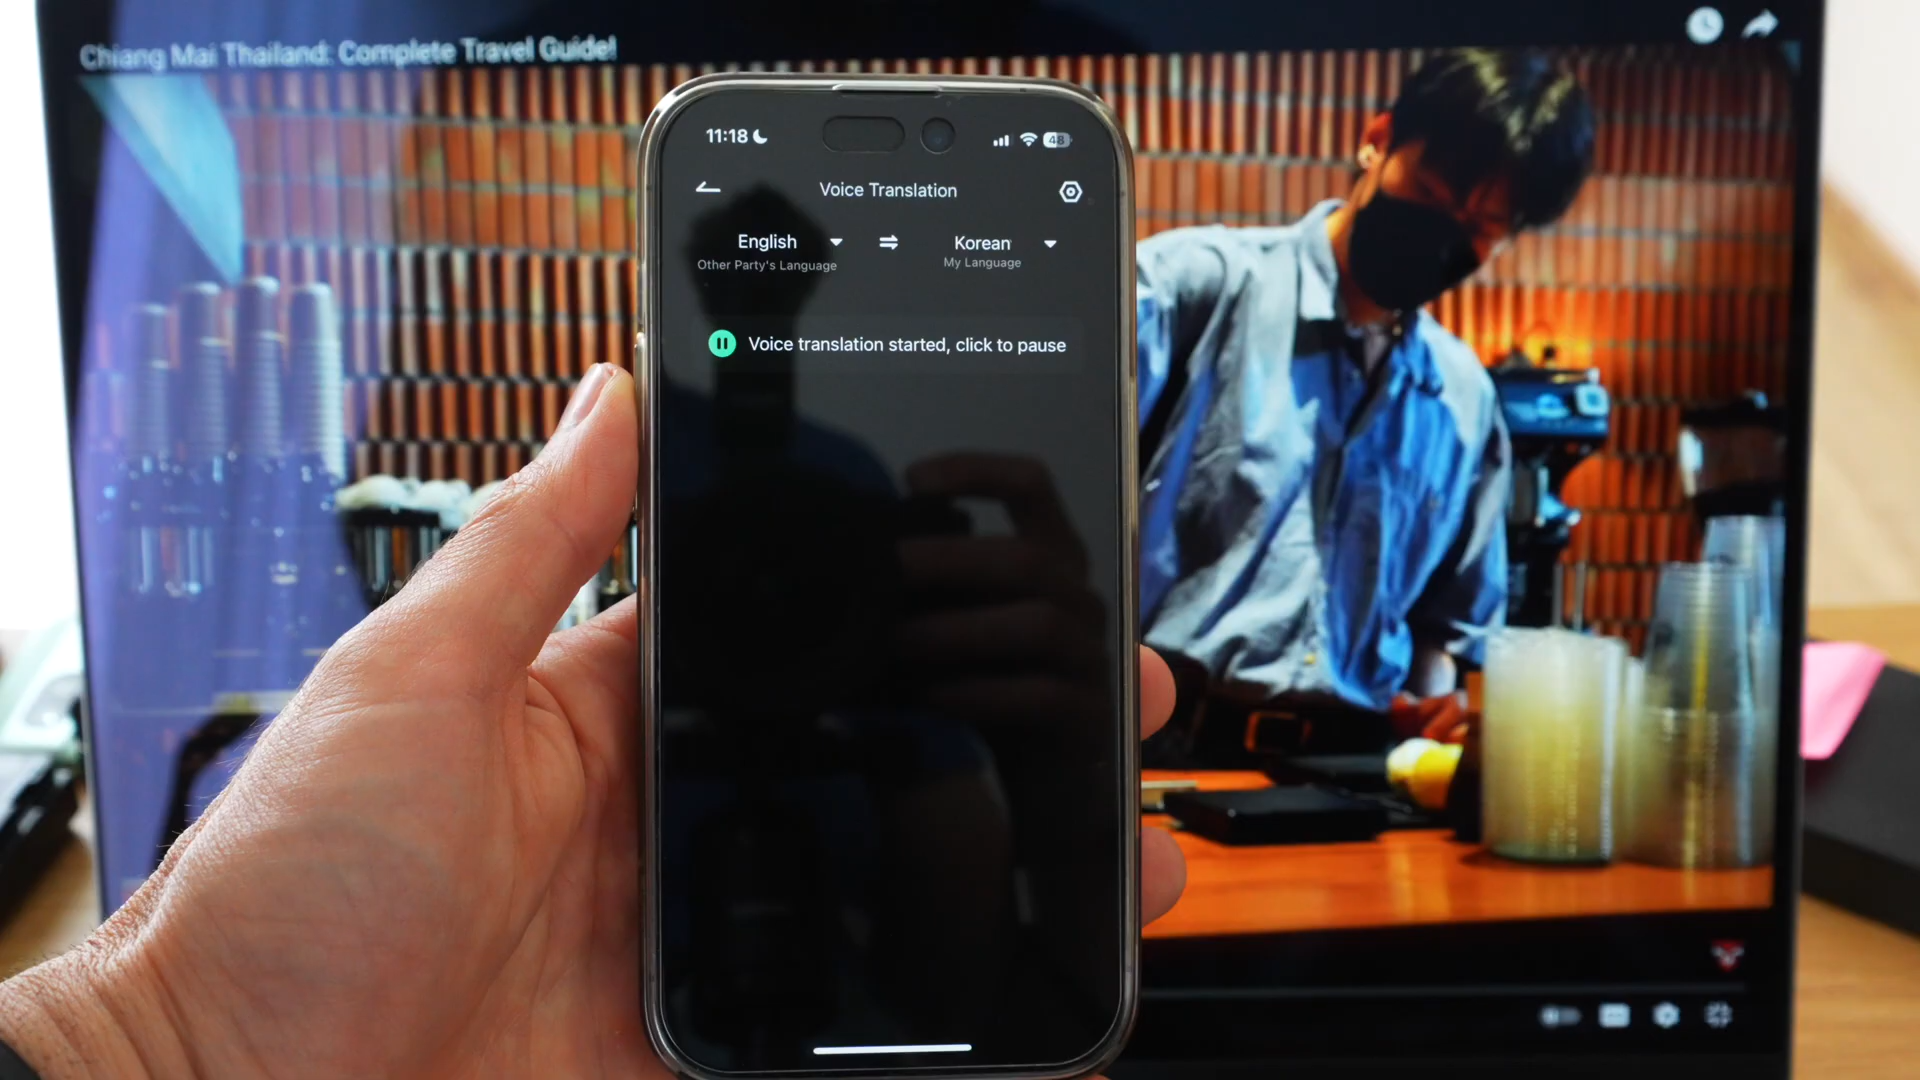 Chiang Mai Thailand: Complete Travel Guide!
11:18
48
Voice Translation
English
Korean
Other Party's Language
My Language
Voice translation started, click to pause